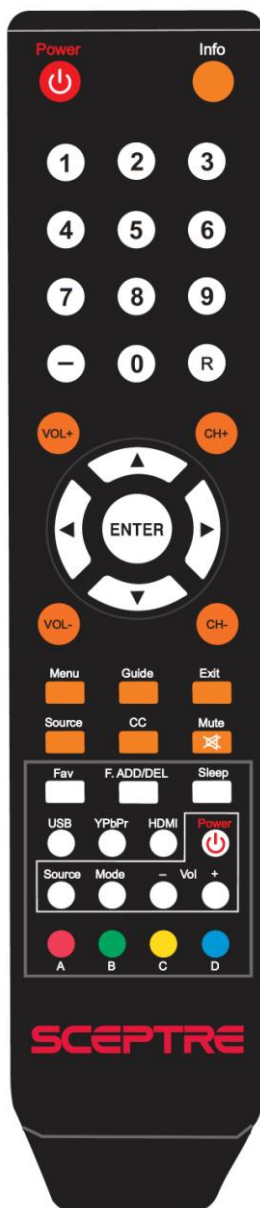 Power Info
1 2 3
4 5 6
7 8 9
− 0 R
VOL+ CH+
ENTER
VOL- CH-
Menu Guide Exit
Source CC Mute
Fav F. ADD/DEL Sleep
USB YPbPr HDMI Power
Source Mode − Vol +
A B C D
SCEPTRE